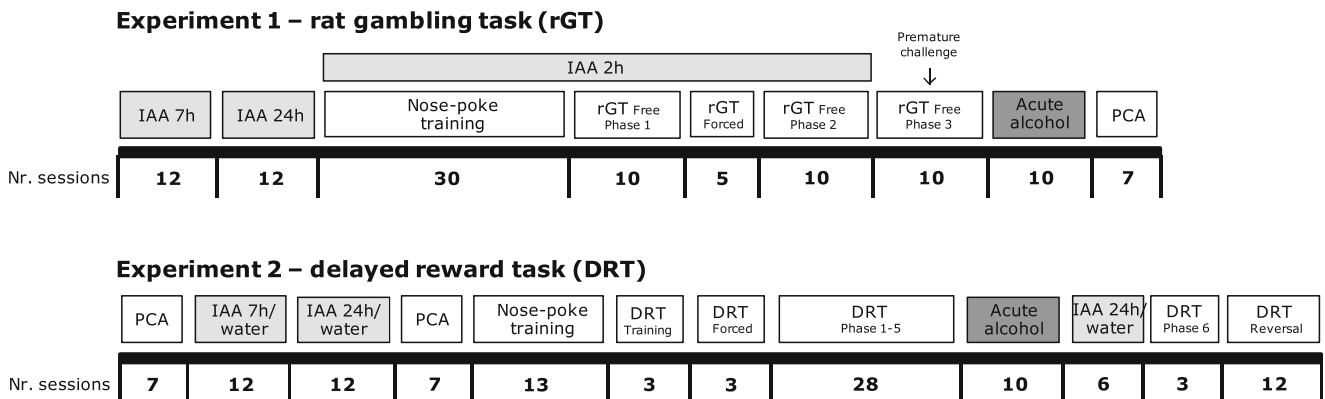 Experiment 1 – rat gambling task (rGT)
Premature
challenge
IAA 2h
IAA 7h
IAA 24h
Nose-poke
training
rGT Free
Phase 1
rGT
Forced
rGT Free
Phase 2
rGT Free
Phase 3
Acute
alcohol
PCA
Nr. sessions 12 12 30 10 5 10 10 10 7
Experiment 2 – delayed reward task (DRT)
PCA
IAA 7h/
water
IAA 24h/
water
PCA
Nose-poke
training
DRT
Training
DRT
Forced
DRT
Phase 1-5
Acute
alcohol
IAA 24h/
water
DRT
Phase 6
DRT
Reversal
Nr. sessions 7 12 12 7 13 3 3 28 10 6 3 12